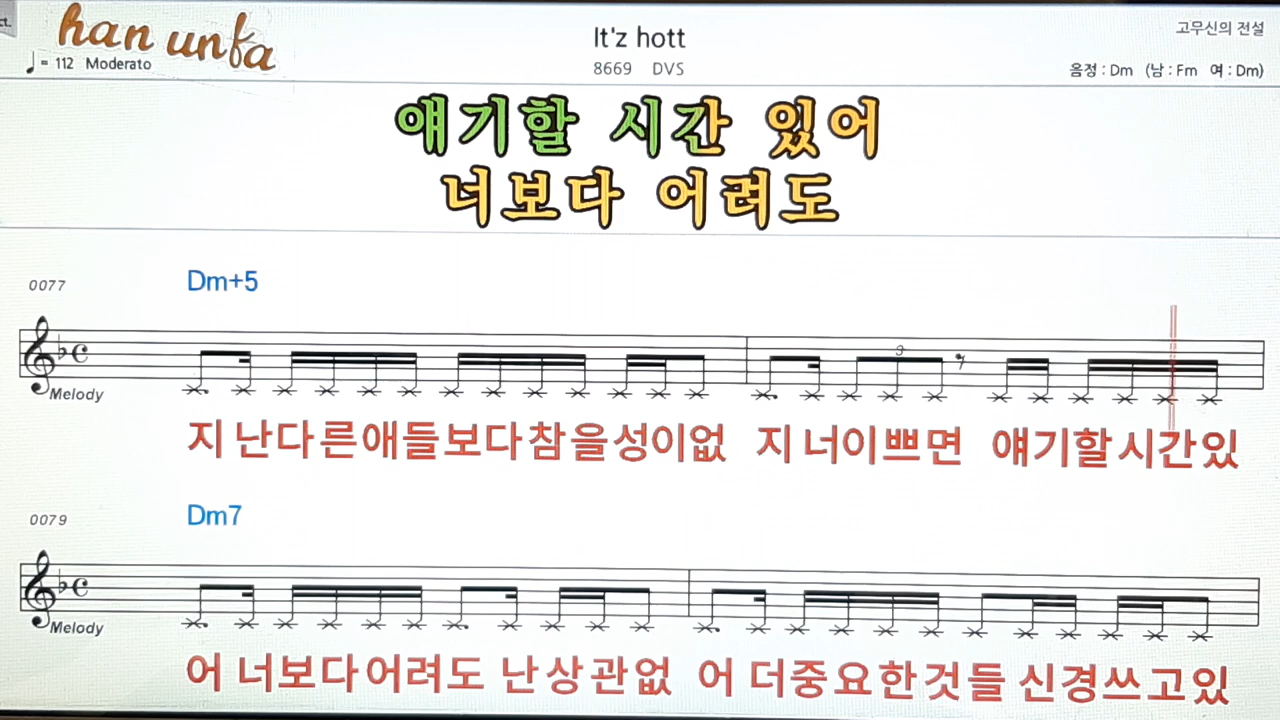 ct.
han unfa
♩ = 112 Moderato
It'z hott
8669 DVS
고무신의 전설
음정 : Dm (남 : Fm 여 : Dm)
얘기할 시간 있어
너보다 어려도
0077
Dm+5
3
Melody
지 난다른애들보다참을성이없 지 너이쁘면 얘기할시간있
0079
Dm7
Melody
어 너보다어려도 난상관없 어 더중요한것들 신경쓰고있